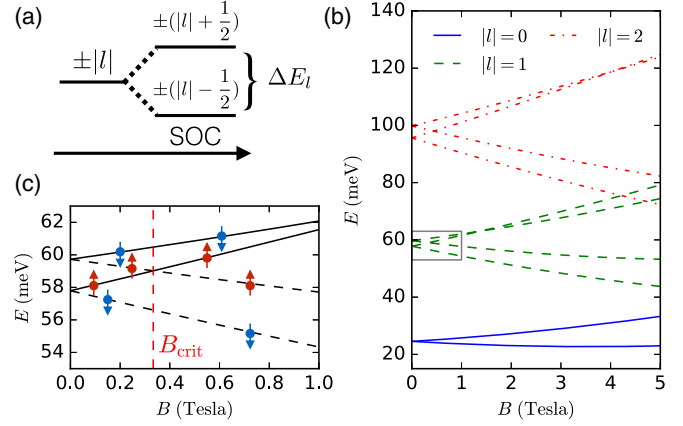 (a)
±|l|
±(|l| + 1/2)
±(|l| − 1/2)
ΔE_l
SOC
(b)
|l| = 0
|l| = 1
|l| = 2
E (meV)
140
120
100
80
60
40
20
0 1 2 3 4 5
B (Tesla)
(c)
E (meV)
62
60
58
56
54
B_crit
0.0 0.2 0.4 0.6 0.8 1.0
B (Tesla)